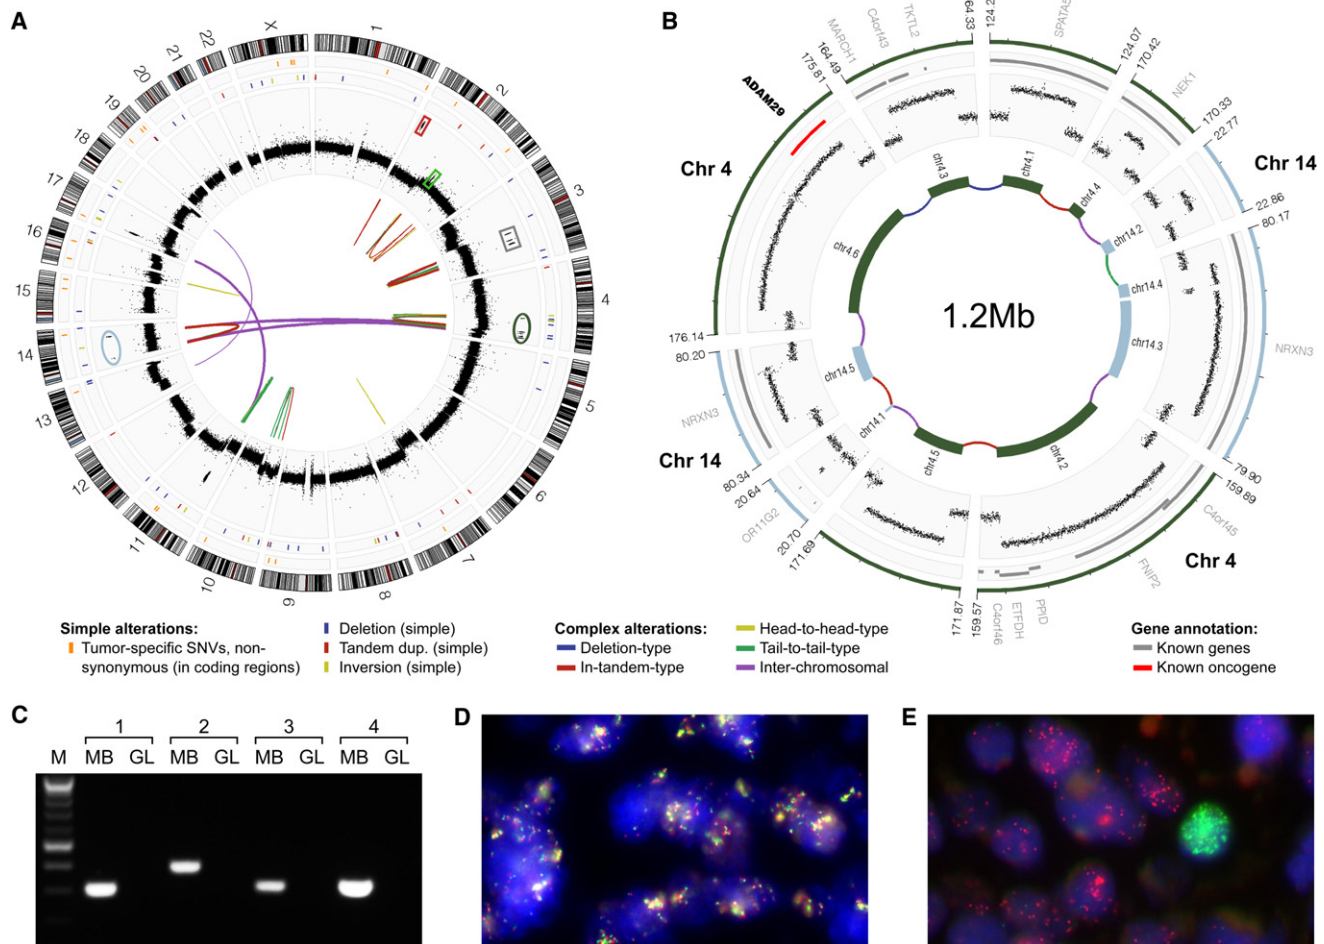 A
X
1
2
3
4
5
6
7
8
9
10
11
12
13
14
15
16
17
18
19
20
21
22
B
MARCH1
C4orf43
TKTL2
64.33
124.2
SPATA5
124.07
170.42
NEK1
170.33
22.77
Chr 14
22.86
80.17
NRXN3
79.90
159.89
C4orf45
Chr 4
FNIP2
PPID
ETFDH
C4orf46
159.57
171.87
171.69
20.70
OR11G2
20.64
80.34
Chr 14
NRXN3
80.20
176.14
Chr 4
ADAM29
175.81
164.49
chr4.3
chr4.1
chr4.4
chr14.2
chr14.4
chr14.3
chr4.2
chr4.5
chr14.1
chr14.5
chr4.6
1.2Mb
Simple alterations:
Tumor-specific SNVs, non-
synonymous (in coding regions)
Deletion (simple)
Tandem dup. (simple)
Inversion (simple)
Complex alterations:
Deletion-type
In-tandem-type
Head-to-head-type
Tail-to-tail-type
Inter-chromosomal
Gene annotation:
Known genes
Known oncogene
C
1 2 3 4
M MB GL MB GL MB GL MB GL
D
E